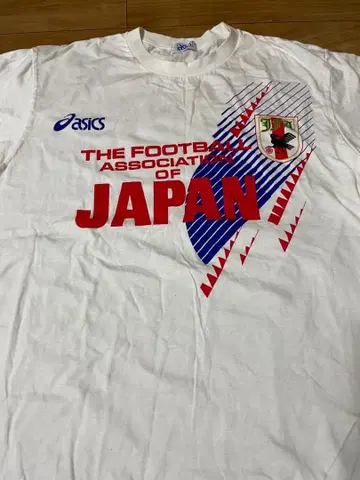 asics
THE FOOTBALL
ASSOCIATION
OF
JAPAN